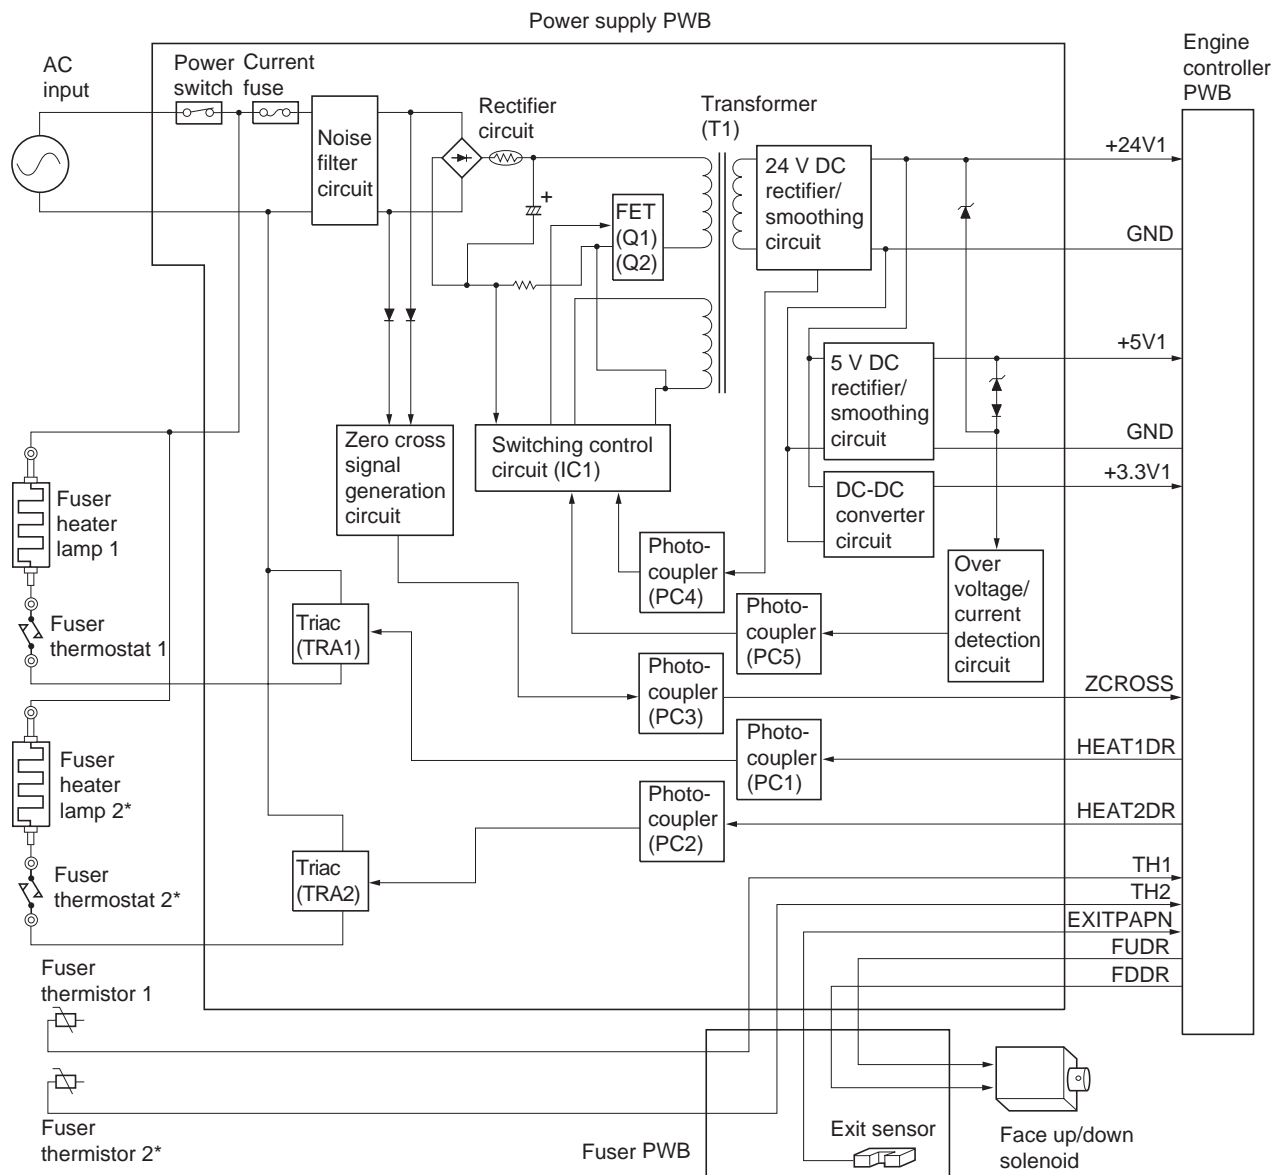 Power supply PWB
Engine
controller
PWB
AC
input
Power
switch
Current
fuse
Noise
filter
circuit
Rectifier
circuit
+
Transformer
(T1)
FET
(Q1)
(Q2)
24 V DC
rectifier/
smoothing
circuit
+24V1
GND
5 V DC
rectifier/
smoothing
circuit
+5V1
GND
+3.3V1
DC-DC
converter
circuit
Zero cross
signal
generation
circuit
Switching control
circuit (IC1)
Photo-
coupler
(PC4)
Photo-
coupler
(PC5)
Over
voltage/
current
detection
circuit
Fuser
heater
lamp 1
Fuser
thermostat 1
Triac
(TRA1)
Photo-
coupler
(PC3)
ZCROSS
Photo-
coupler
(PC1)
HEAT1DR
Fuser
heater
lamp 2*
Photo-
coupler
(PC2)
HEAT2DR
Fuser
thermostat 2*
Triac
(TRA2)
TH1
TH2
EXITPAPN
FUDR
FDDR
Fuser
thermistor 1
Fuser
thermistor 2*
Fuser PWB
Exit sensor
Face up/down
solenoid